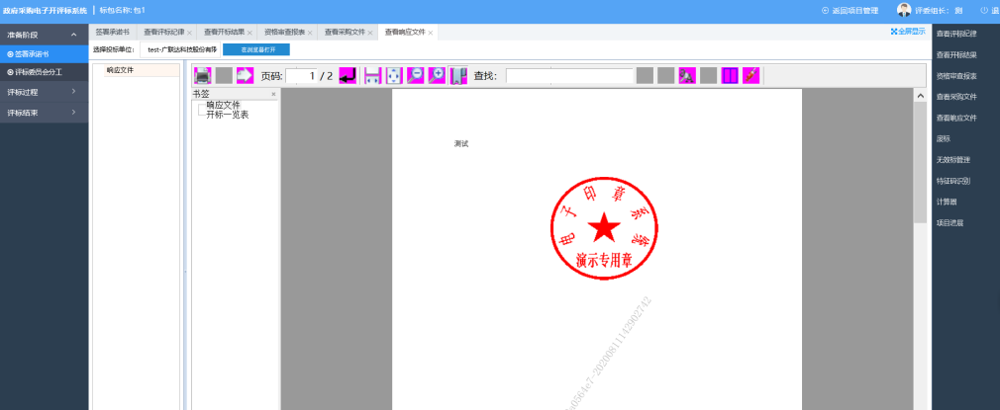 政府采购电子开评标系统 | 标包名称:包1
返回项目管理 评委组长: 测 退
准备阶段
签署承诺书
评标委员会分工
评标过程
评标结束
签署承诺书 查看评标纪律 × 查看开标结果 × 资格审查报表 × 查看采购文件 × 查看响应文件 ×
全屏显示
选择投标单位: test-广联达科技股份有限 签到览器打开
响应文件
页码: 1 / 2 查找:
书签 ×
响应文件
开标一览表
测试
电子印章系统
演示专用章
0564e7-20200811142902742
查看评标纪律
查看开标结果
资格审查报表
查看采购文件
查看响应文件
废标
无效标管理
特征码识别
计算器
项目进展